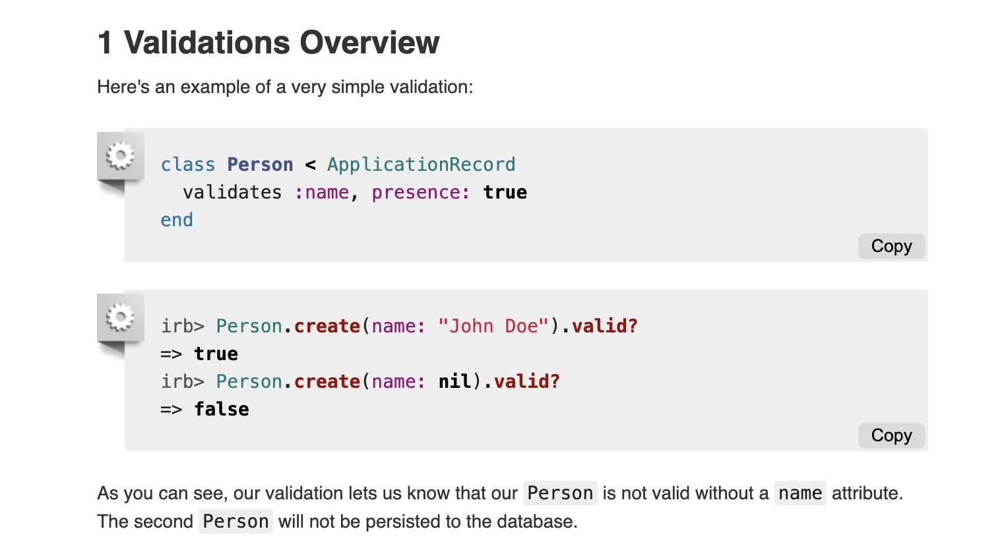 1 Validations Overview
Here's an example of a very simple validation:
class Person < ApplicationRecord
  validates :name, presence: true
end
Copy
irb> Person.create(name: "John Doe").valid?
=> true
irb> Person.create(name: nil).valid?
=> false
Copy
As you can see, our validation lets us know that our Person is not valid without a name attribute.
The second Person will not be persisted to the database.